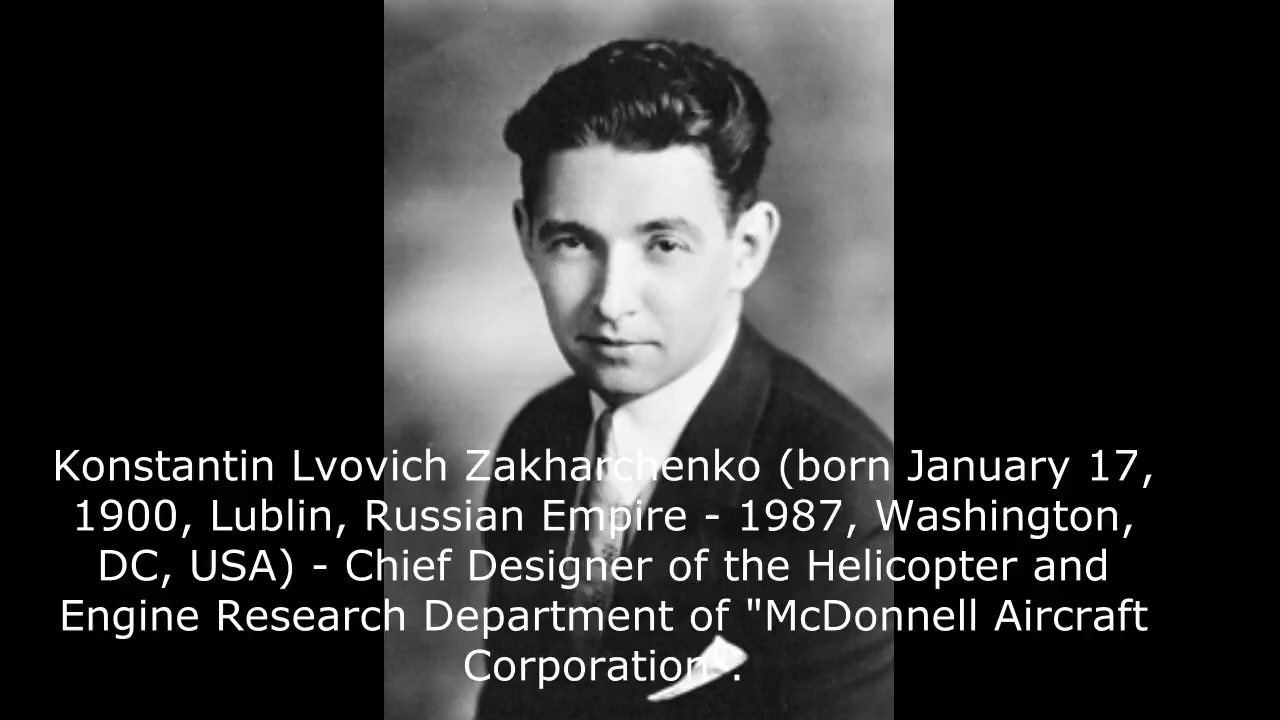 Konstantin Lvovich Zakharchenko (born January 17,
1900, Lublin, Russian Empire - 1987, Washington,
DC, USA) - Chief Designer of the Helicopter and
Engine Research Department of "McDonnell Aircraft
Corporation".